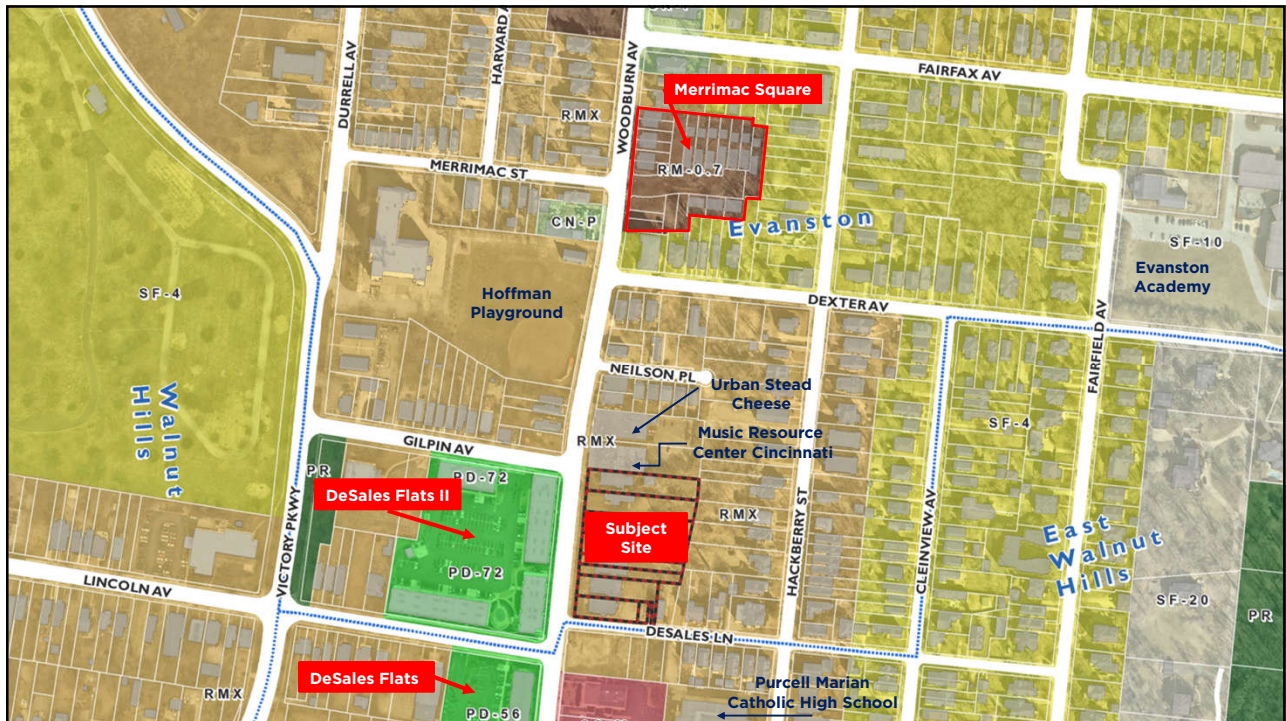 DURRELL AV
HARVARD AV
WOODBURN AV
FAIRFAX AV
Merrimac Square
RMX
MERRIMAC ST
RM-0.7
CN-P
Evanston
SF-10
Evanston
Academy
SF-4
Hoffman
Playground
DEXTER AV
FAIRFIELD AV
Walnut
Hills
NEILSON PL
Urban Stead
Cheese
SF-4
GILPIN AV
RMX
Music Resource
Center Cincinnati
PR
PD-72
DeSales Flats II
Subject
Site
RMX
HACKBERRY ST
CLEINVIEW AV
East
Walnut
Hills
VICTORY PKWY
PD-72
LINCOLN AV
SF-20
PR
DESALES LN
DeSales Flats
RMX
PD-56
Purcell Marian
Catholic High School